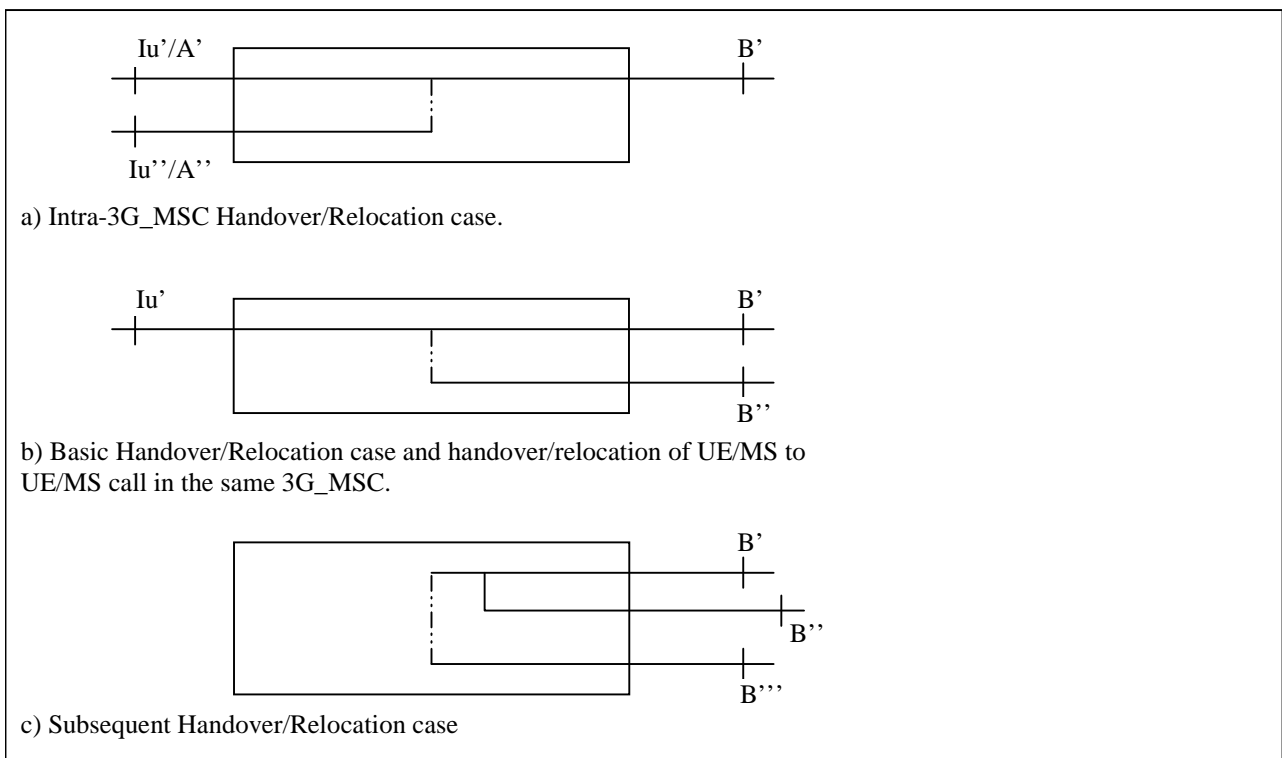 Iu’/A’
B’
Iu’’/A’’
a) Intra-3G_MSC Handover/Relocation case.
Iu’
B’
B’’
b) Basic Handover/Relocation case and handover/relocation of UE/MS to
UE/MS call in the same 3G_MSC.
B’
B’’
B’’’
c) Subsequent Handover/Relocation case